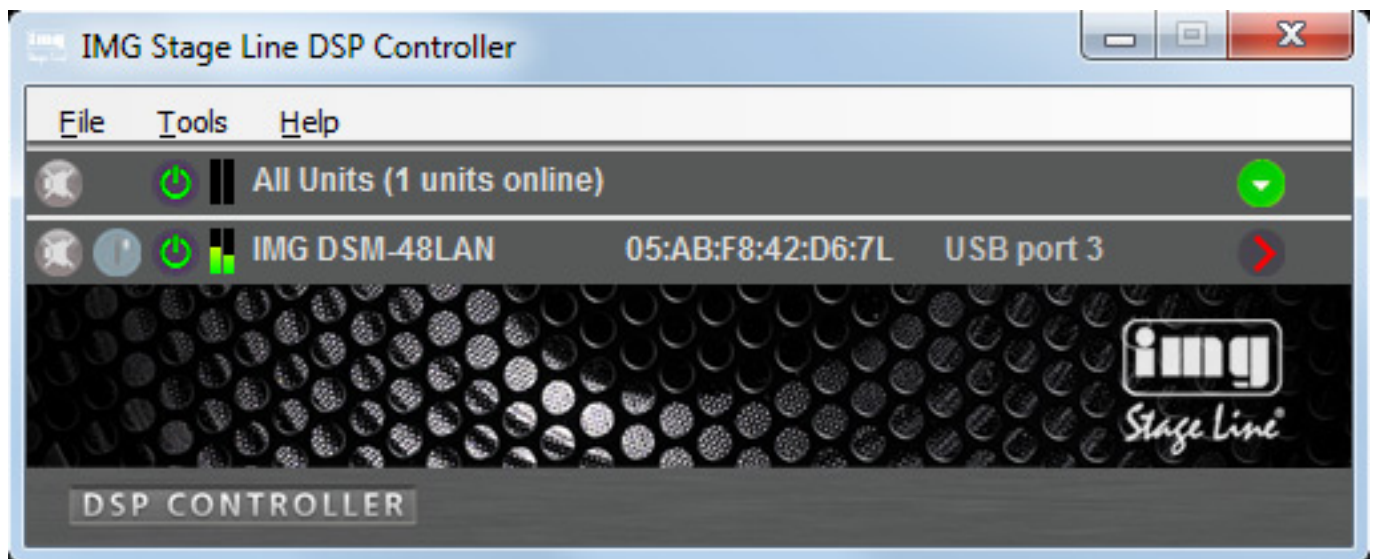 IMG Stage Line DSP Controller
File Tools Help
All Units (1 units online)
IMG DSM-48LAN 05:AB:F8:42:D6:7L USB port 3
img
Stage Line®
DSP CONTROLLER